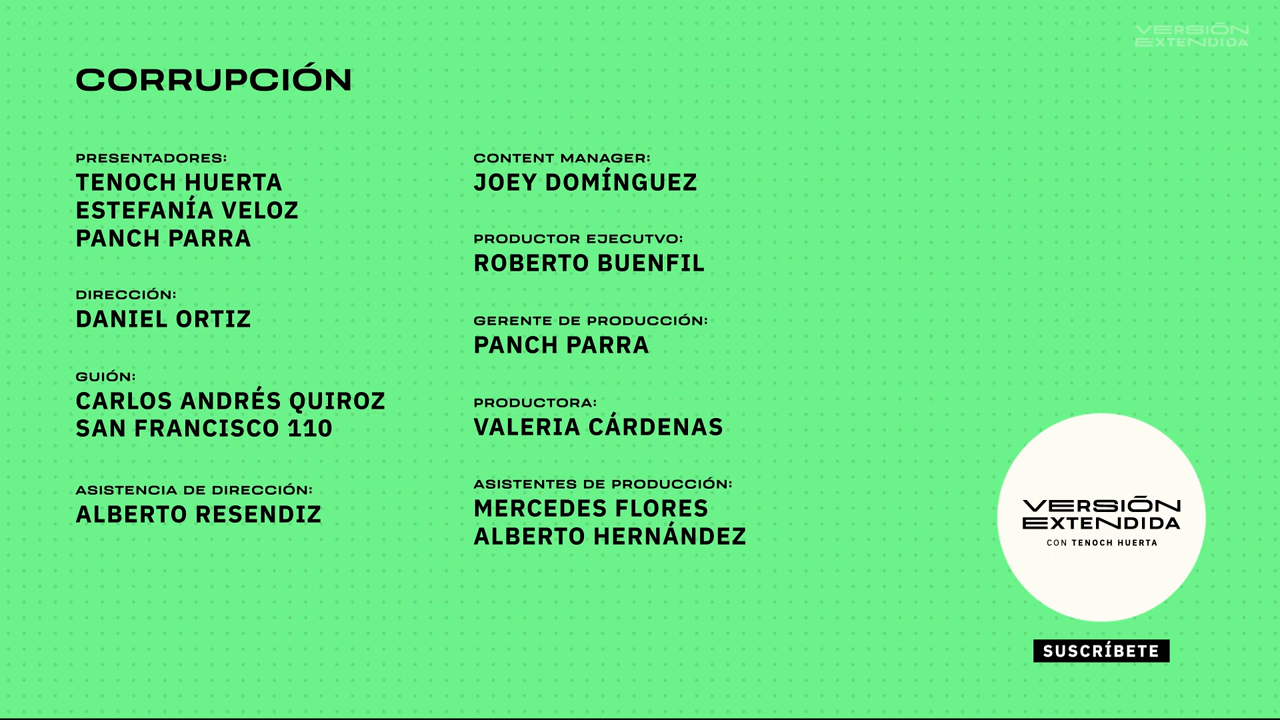 VERSIÓN
EXTENDIDA
CORRUPCIÓN
PRESENTADORES:
TENOCH HUERTA
ESTEFANÍA VELOZ
PANCH PARRA
DIRECCIÓN:
DANIEL ORTIZ
GUIÓN:
CARLOS ANDRÉS QUIROZ
SAN FRANCISCO 110
ASISTENCIA DE DIRECCIÓN:
ALBERTO RESENDIZ
CONTENT MANAGER:
JOEY DOMÍNGUEZ
PRODUCTOR EJECUTVO:
ROBERTO BUENFIL
GERENTE DE PRODUCCIÓN:
PANCH PARRA
PRODUCTORA:
VALERIA CÁRDENAS
ASISTENTES DE PRODUCCIÓN:
MERCEDES FLORES
ALBERTO HERNÁNDEZ
VERSIÓN
EXTENDIDA
CON TENOCH HUERTA
SUSCRÍBETE